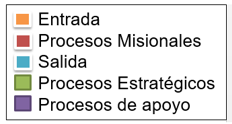 Entrada
Procesos Misionales
Salida
Procesos Estratégicos
Procesos de apoyo